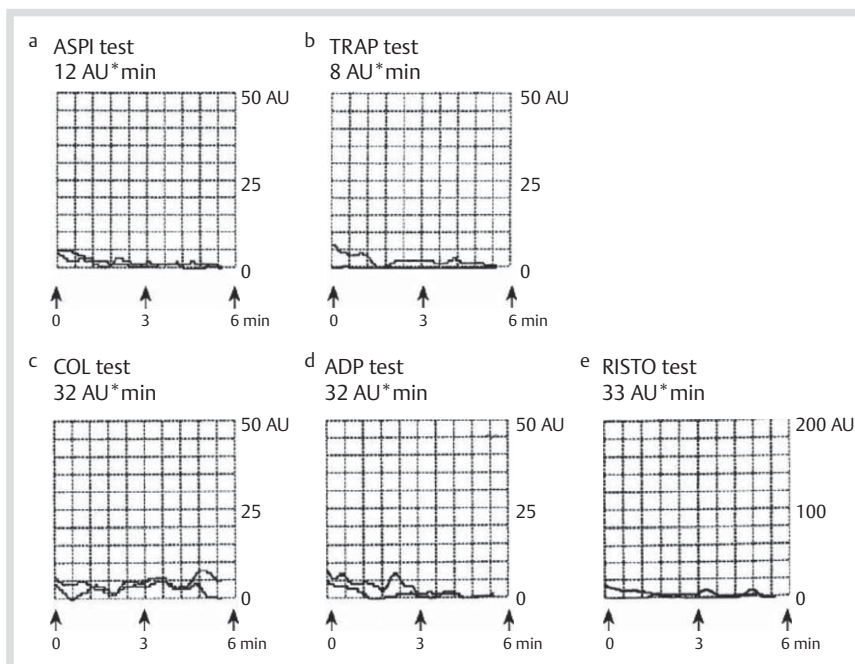 a ASPI test
12 AU*min
50 AU
25
0
0 3 6 min
b TRAP test
8 AU*min
50 AU
25
0
0 3 6 min
c COL test
32 AU*min
50 AU
25
0
0 3 6 min
d ADP test
32 AU*min
50 AU
25
0
0 3 6 min
e RISTO test
33 AU*min
200 AU
100
0
0 3 6 min